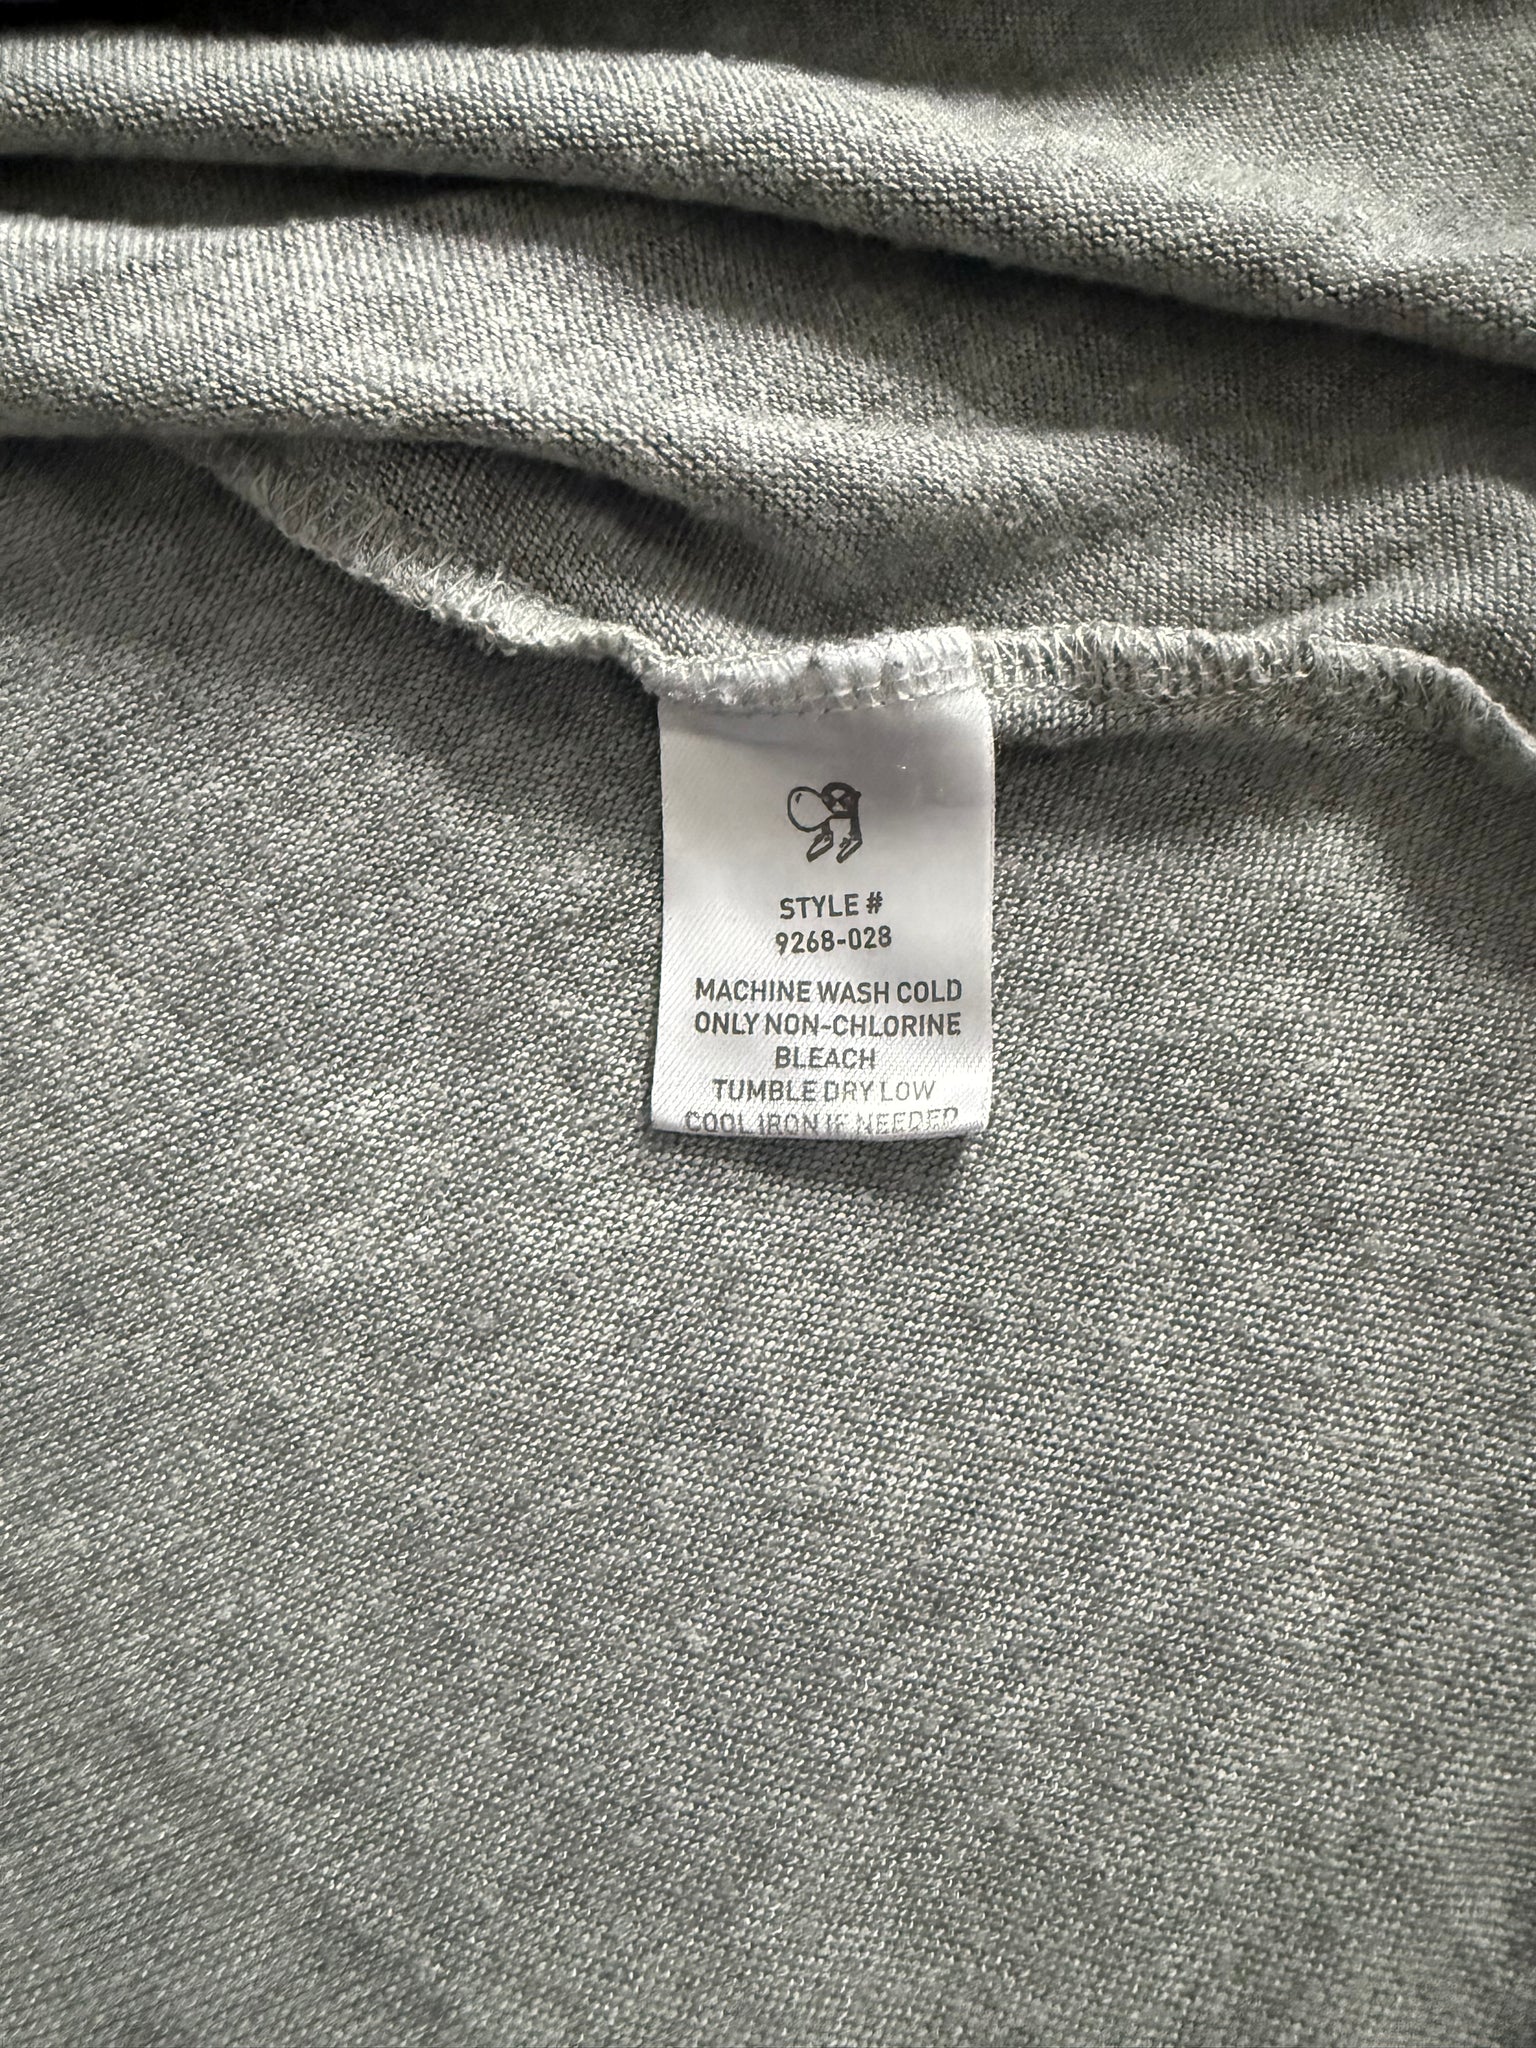 STYLE #
9268-028
MACHINE WASH COLD
ONLY NON-CHLORINE
BLEACH
TUMBLE DRY LOW
COOL IRON IF NEEDED